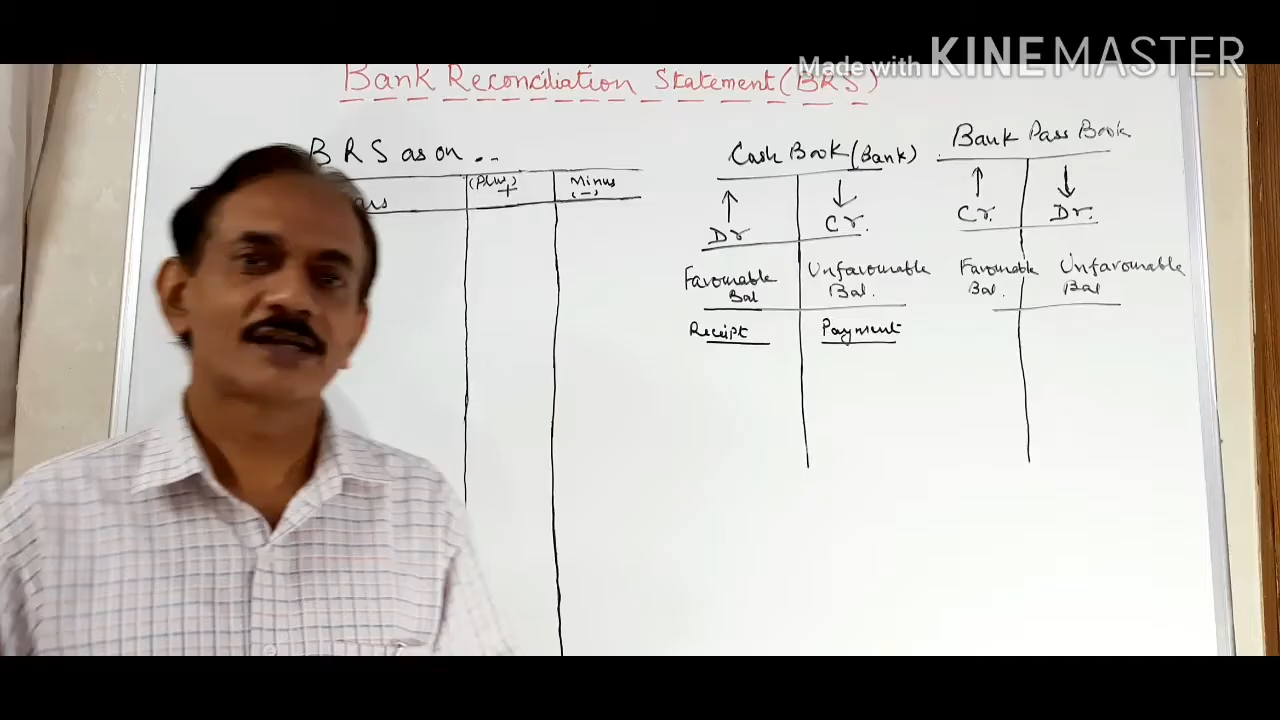 Made with KINEMASTER
Bank Reconciliation Statement (BRS)
BRS as on ..
(Plus) +
Minus (-)
Cash Book (Bank)
Dr
Cr.
Favourable Bal
Unfavourable Bal.
Receipt
Payment
Bank Pass Book
Cr.
Dr.
Favourable Bal.
Unfavourable Bal